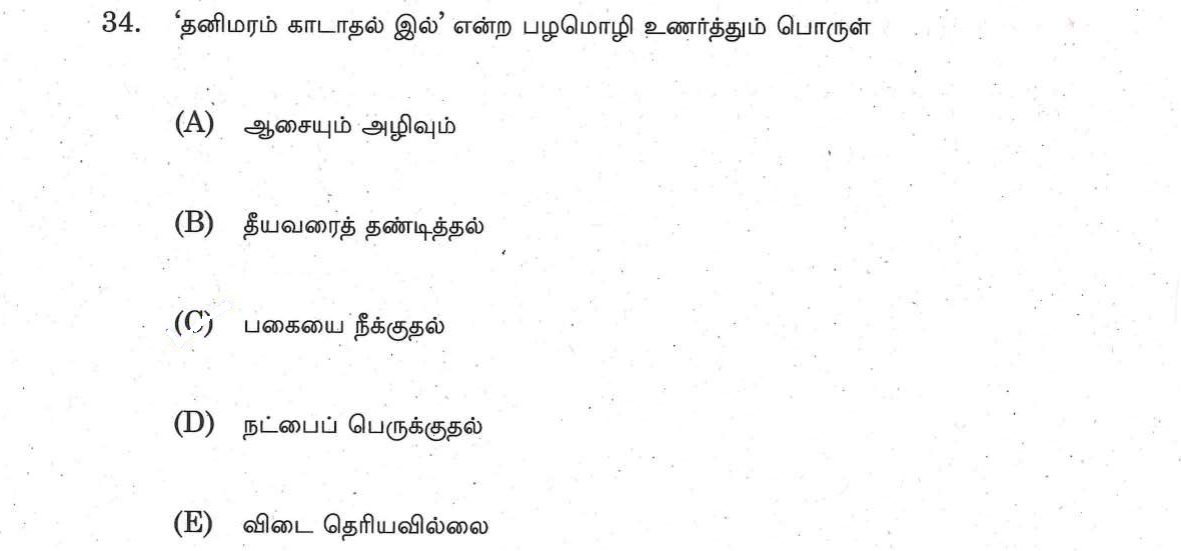 34. ‘தனிமரம் காடாதல் இல்’ என்ற பழமொழி உணர்த்தும் பொருள்
(A) ஆசையும் அழிவும்
(B) தீயவரைத் தண்டித்தல்
(C) பகையை நீக்குதல்
(D) நட்பைப் பெருக்குதல்
(E) விடை தெரியவில்லை